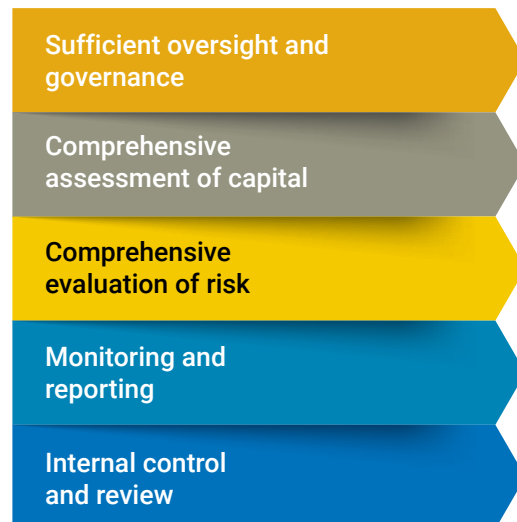 Sufficient oversight and
governance
Comprehensive
assessment of capital
Comprehensive
evaluation of risk
Monitoring and
reporting
Internal control
and review